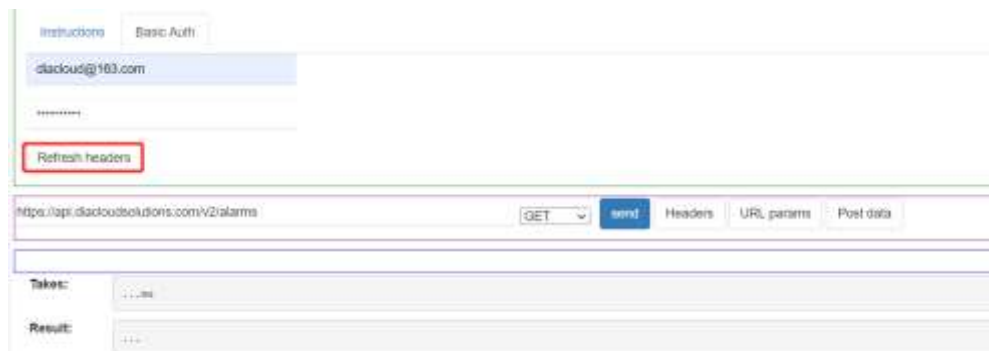 Instructions Basic Auth
diacloud@163.com
••••••••••
Refresh headers
https://api.diacloudsolutions.com/v2/alarms GET send Headers URL params Post data
Takes: ...ms
Result: ...